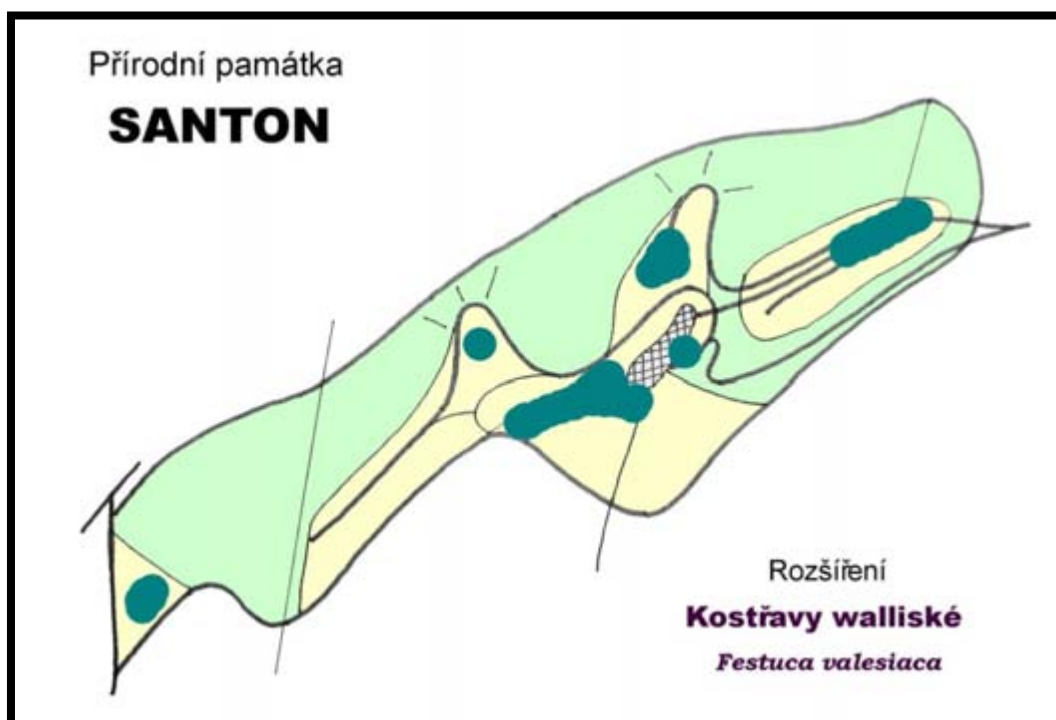 Přírodní památka
SANTON
Rozšíření
Kostřavy walliské
Festuca valesiaca